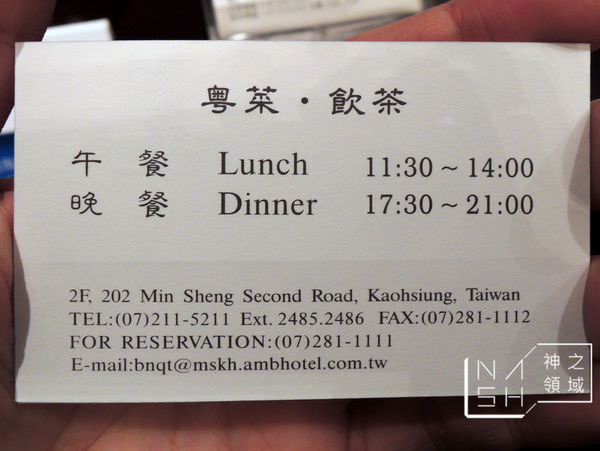 粵菜・飲茶
午 餐 Lunch 11:30~14:00
晚 餐 Dinner 17:30~21:00
2F, 202 Min Sheng Second Road, Kaohsiung, Taiwan
TEL:(07)211-5211 Ext. 2485.2486 FAX:(07)281-1112
FOR RESERVATION:(07)281-1111
E-mail:bnqt@mskh.ambhotel.com.tw
NASH
神之
領域